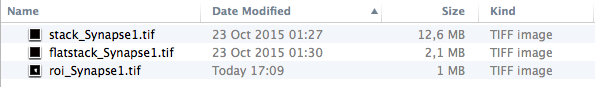 Name Date Modified Size Kind
stack_Synapse1.tif 23 Oct 2015 01:27 12,6 MB TIFF image
flatstack_Synapse1.tif 23 Oct 2015 01:30 2,1 MB TIFF image
roi_Synapse1.tif Today 17:09 1 MB TIFF image